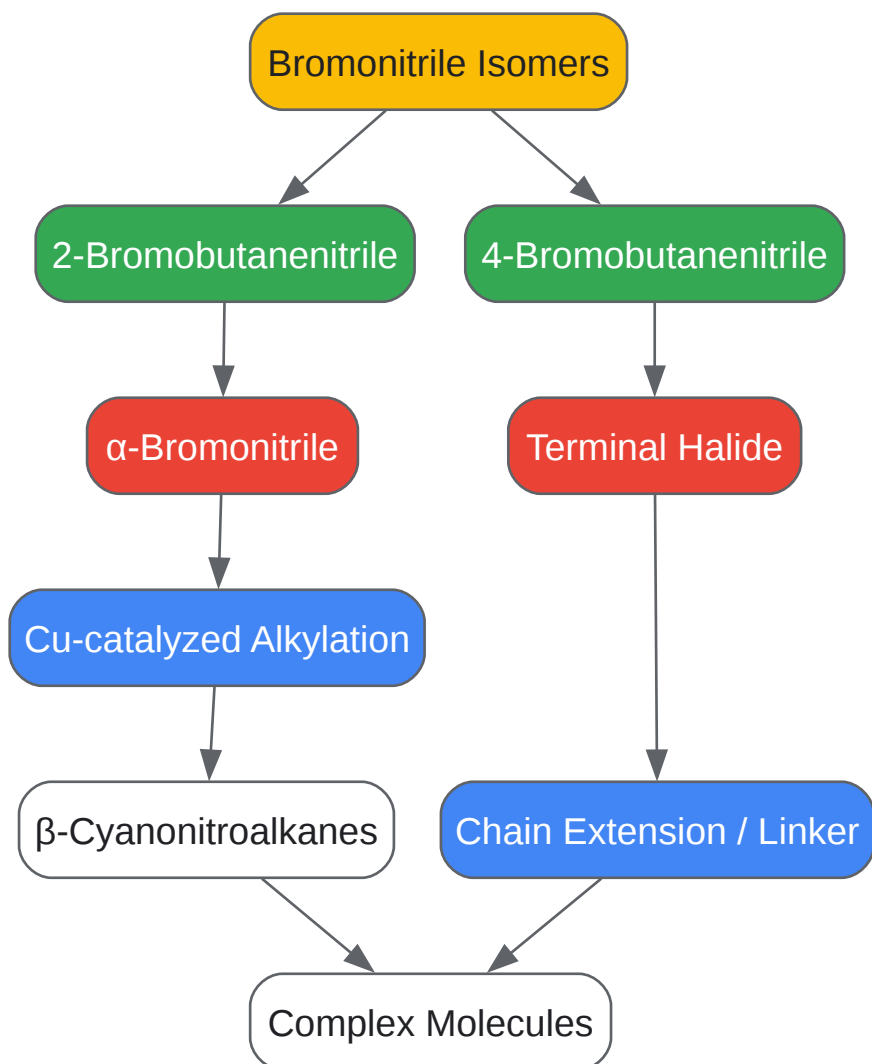 Bromonitrile Isomers
2-Bromobutanenitrile
4-Bromobutanenitrile
α-Bromonitrile
Terminal Halide
Cu-catalyzed Alkylation
β-Cyanonitroalkanes
Chain Extension / Linker
Complex Molecules